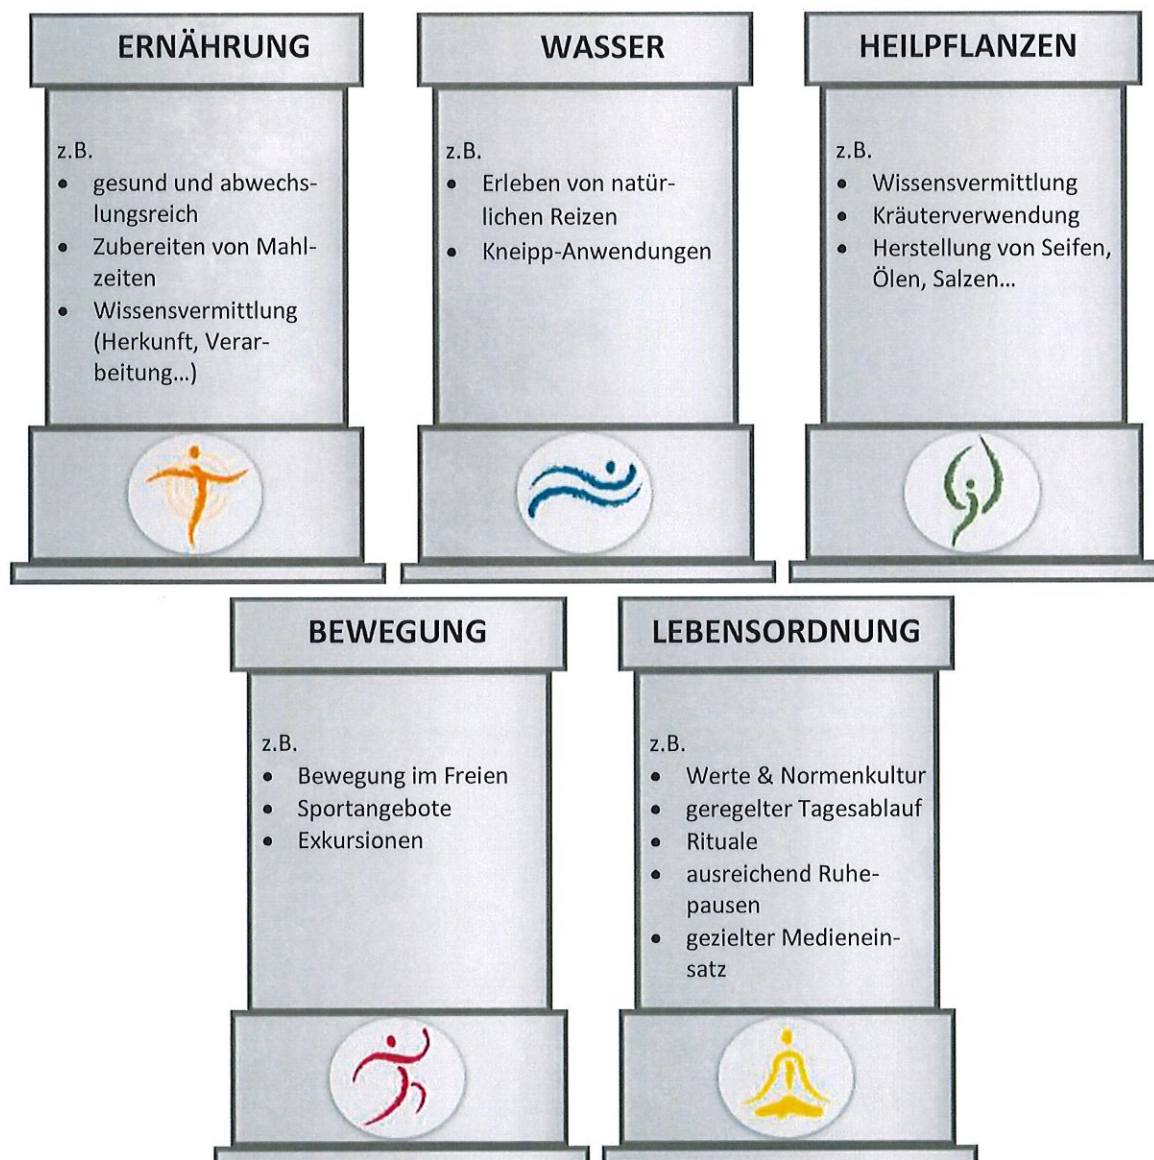 ERNÄHRUNG
z.B.
• gesund und abwechs-
lungsreich
• Zubereiten von Mahl-
zeiten
• Wissensvermittlung
(Herkunft, Verar-
beitung...)
WASSER
z.B.
• Erleben von natür-
lichen Reizen
• Kneipp-Anwendungen
HEILPFLANZEN
z.B.
• Wissensvermittlung
• Kräuterverwendung
• Herstellung von Seifen,
Ölen, Salzen...
BEWEGUNG
z.B.
• Bewegung im Freien
• Sportangebote
• Exkursionen
LEBENSORDNUNG
z.B.
• Werte & Normenkultur
• geregelter Tagesablauf
• Rituale
• ausreichend Ruhe-
pausen
• gezielter Medienein-
satz